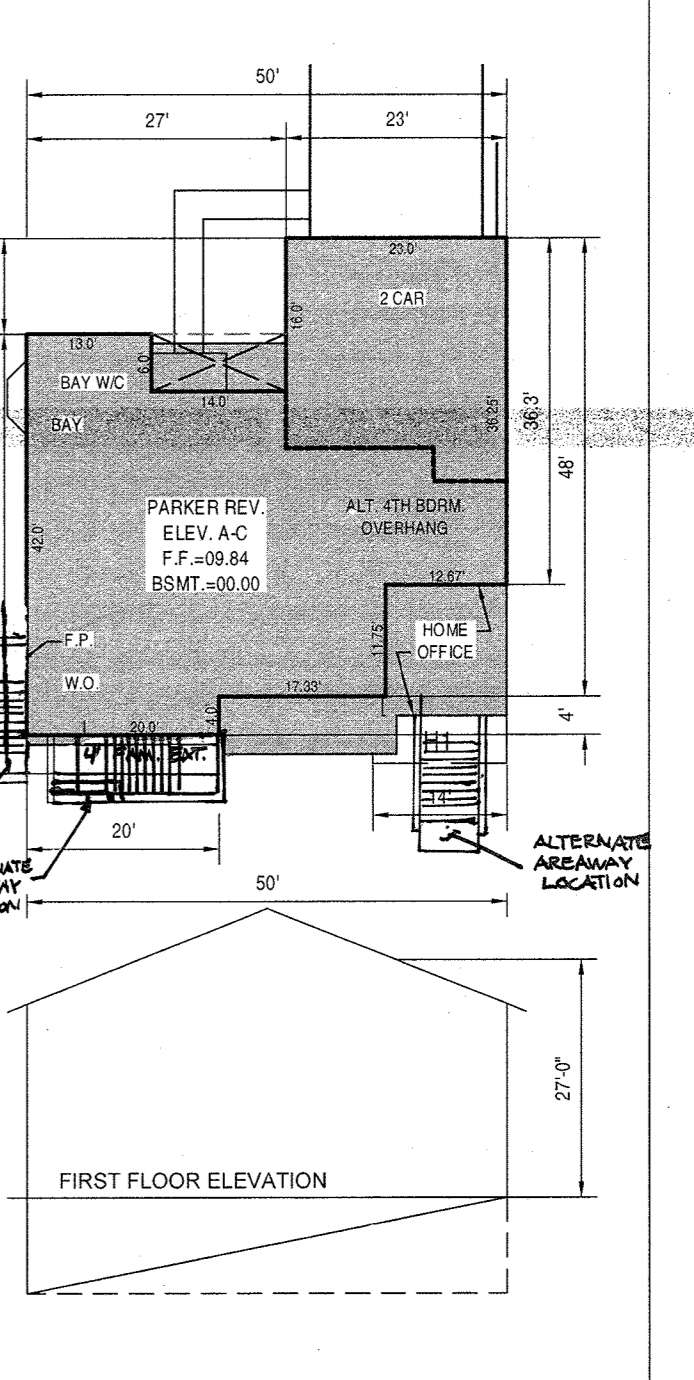 50'
27'
23'
23.0'
2 CAR
16.0'
13.0'
6.0'
BAY W/C
14.0'
BAY
36.25'
36.3'
48'
PARKER REV.
ELEV. A-C
F.F.=09.84
BSMT.=00.00
ALT. 4TH BDRM.
OVERHANG
42.0'
12.67'
HOME
OFFICE
11.75'
F.P.
W.O.
17.33'
4.0'
4'
20.0'
4' FAM. EXT.
14'
20'
ALTERNATE
AREAWAY
LOCATION
50'
27'-0"
FIRST FLOOR ELEVATION